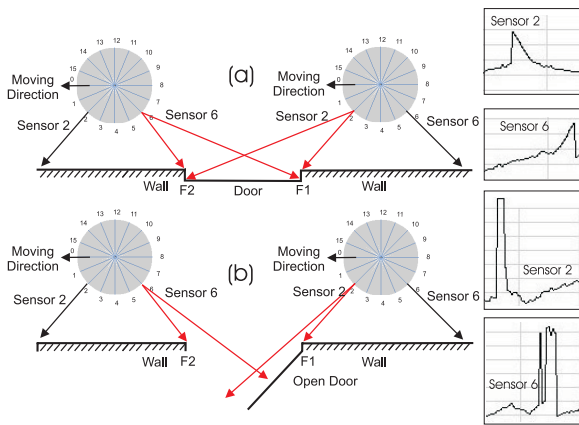 12
13
11
14
10
15
9
0
8
1
7
2
6
3
5
4
Moving
Direction
Sensor 2
Sensor 6
(a)
12
13
11
14
10
15
9
0
8
1
7
2
6
3
5
4
Moving
Direction
Sensor 2
Sensor 6
Wall
F2
Door
F1
Wall
12
13
11
14
10
15
9
0
8
1
7
2
6
3
5
4
Moving
Direction
Sensor 2
Sensor 6
(b)
12
13
11
14
10
15
9
0
8
1
7
2
6
3
5
4
Moving
Direction
Sensor 2
Sensor 6
Wall
F2
F1
Wall
Open Door
Sensor 2
Sensor 6
Sensor 2
Sensor 6